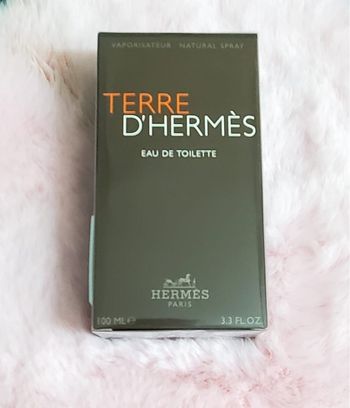 VAPORISATEUR NATURAL SPRAY
TERRE
D'HERMÈS
EAU DE TOILETTE
HERMÈS
PARIS
100 ML e 3.3 FL.OZ.